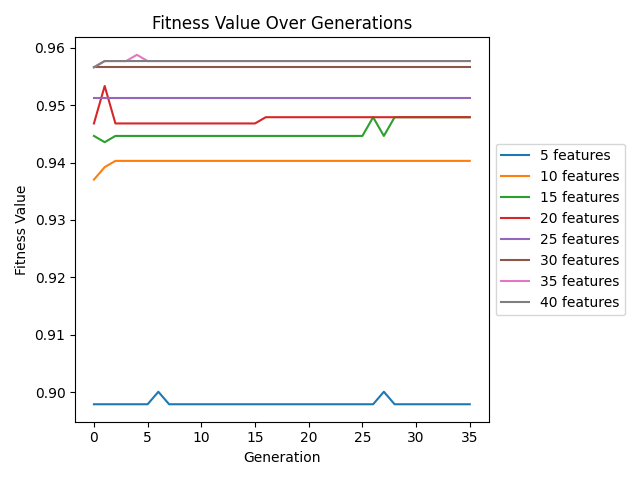 Fitness Value Over Generations
Fitness Value
0.96
0.95
0.94
0.93
0.92
0.91
0.90
0
5
10
15
20
25
30
35
Generation
5 features
10 features
15 features
20 features
25 features
30 features
35 features
40 features